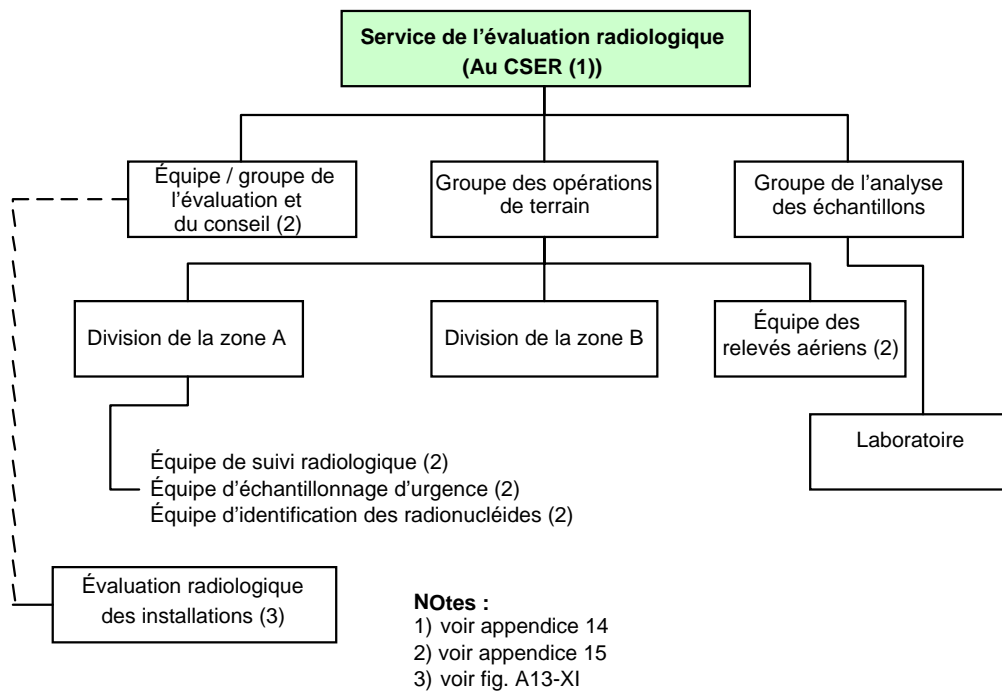 Service de l’évaluation radiologique
(Au CSER (1))
Équipe / groupe de
l’évaluation et
du conseil (2)
Groupe des opérations
de terrain
Groupe de l’analyse
des échantillons
Division de la zone A
Division de la zone B
Équipe des
relevés aériens (2)
Laboratoire
Équipe de suivi radiologique (2)
Équipe d’échantillonnage d’urgence (2)
Équipe d’identification des radionucléides (2)
Évaluation radiologique
des installations (3)
NOtes :
1) voir appendice 14
2) voir appendice 15
3) voir fig. A13-XI